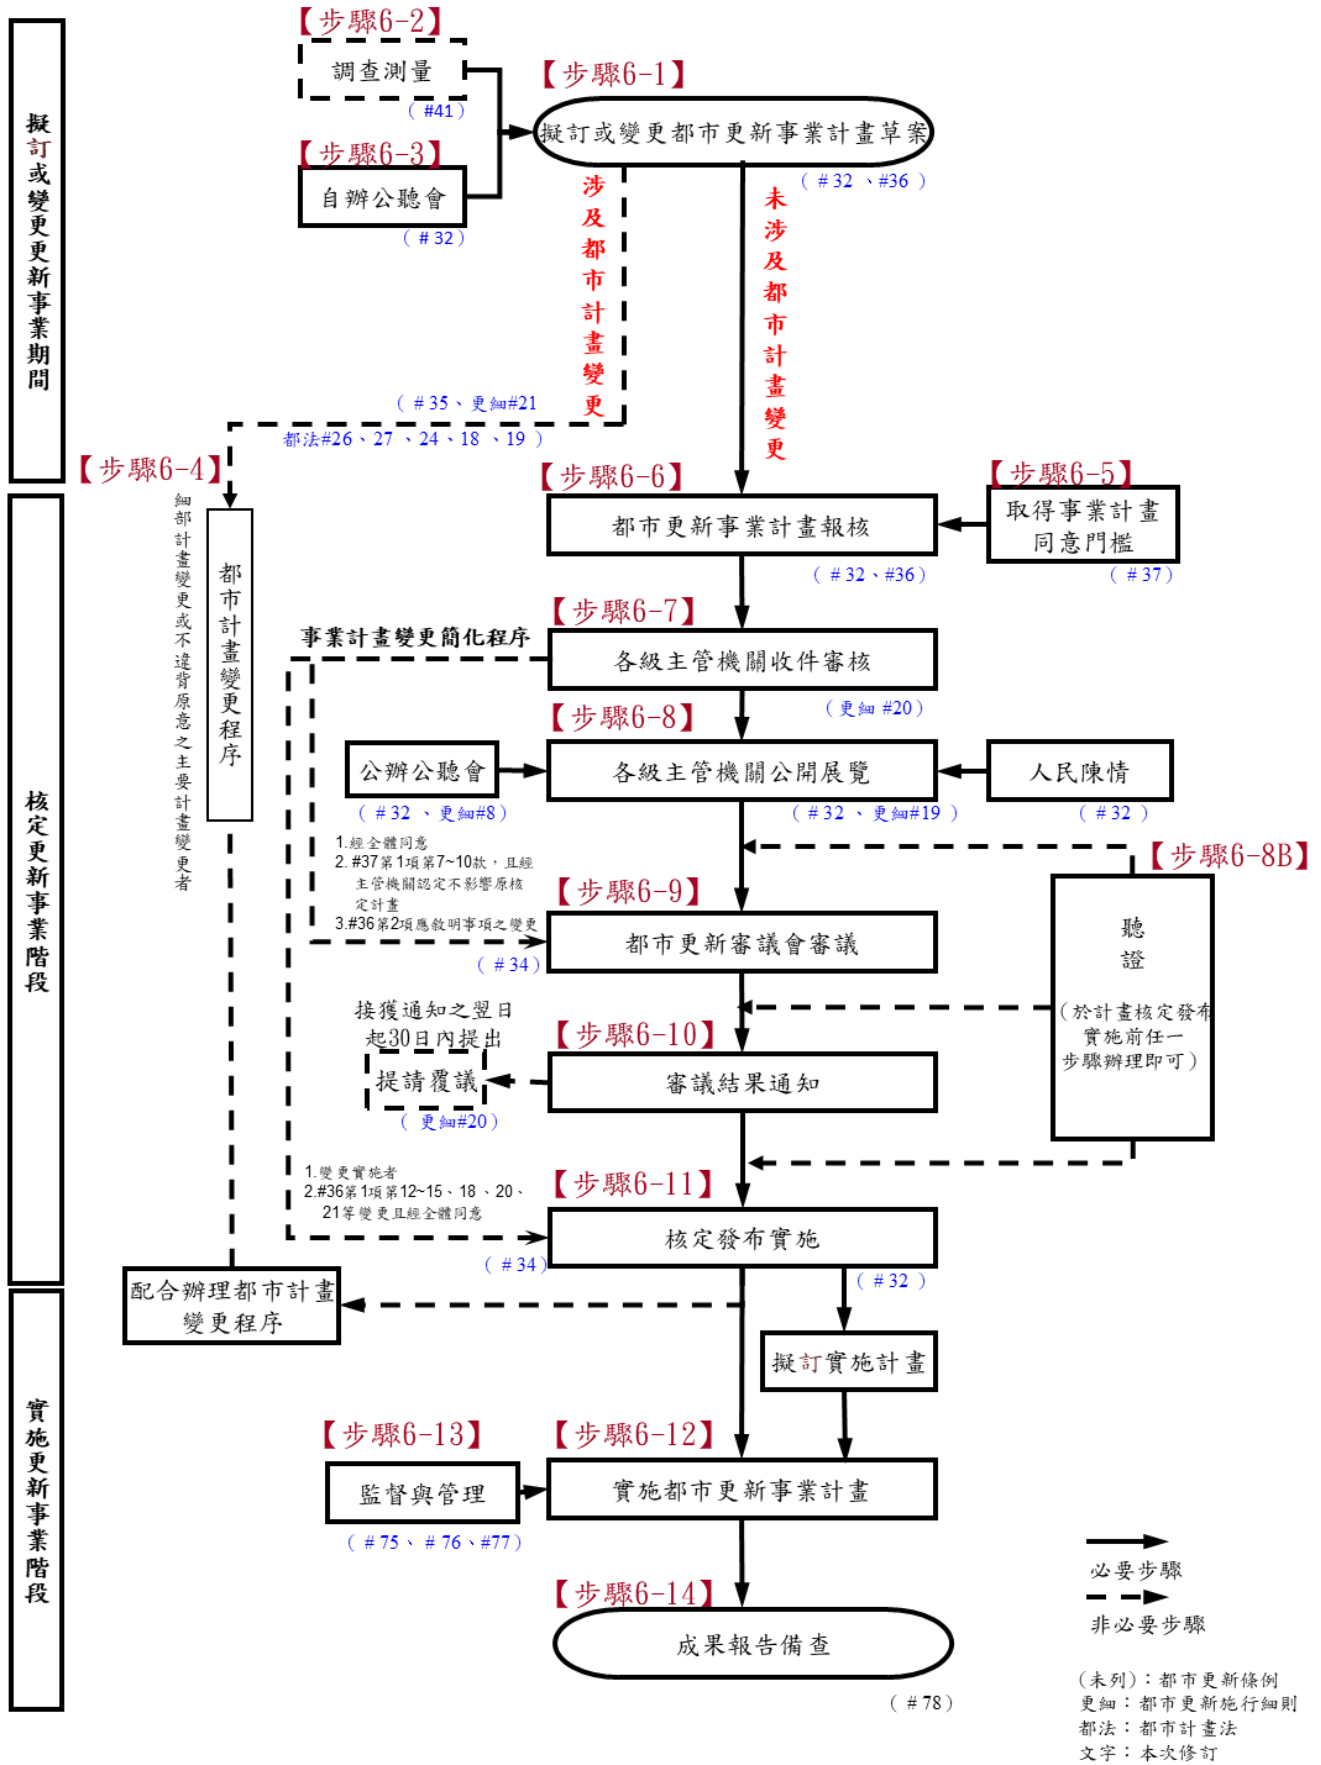 擬訂或變更更新事業期間
【步驟6-2】
調查測量
（ #41）
【步驟6-3】
自辦公聽會
（ # 32）
【步驟6-1】
擬訂或變更都市更新事業計畫草案
（ # 32 、#36 ）
涉及都市計畫變更
未涉及都市計畫變更
（ # 35、更細#21
都法#26、27 、24、18 、19 ）
核定更新事業階段
【步驟6-4】
細部計畫變更或不違背原意之主要計畫變更者
都市計畫變更程序
【步驟6-6】
都市更新事業計畫報核
（ # 32、#36）
【步驟6-5】
取得事業計畫
同意門檻
（ # 37）
【步驟6-7】
事業計畫變更簡化程序
各級主管機關收件審核
（更細 #20）
【步驟6-8】
公辦公聽會
（ # 32 、更細#8）
各級主管機關公開展覽
（ # 32 、更細#19 ）
人民陳情
（ # 32 ）
1.經全體同意
2. #37第1項第7~10款，且經
主管機關認定不影響原核
定計畫
3.#36第2項應敘明事項之變更
【步驟6-8B】
聽
證
（於計畫核定發布
實施前任一
步驟辦理即可）
【步驟6-9】
都市更新審議會審議
（ # 34）
接獲通知之翌日
起30日內提出
提請覆議
（ 更細#20）
【步驟6-10】
審議結果通知
1.變更實施者
2.#36第1項第12~15、18 、20、
21等變更且經全體同意
【步驟6-11】
核定發布實施
（ # 34）
（ # 32 ）
實施更新事業階段
配合辦理都市計畫
變更程序
擬訂實施計畫
【步驟6-13】
監督與管理
（ # 75、 # 76、#77）
【步驟6-12】
實施都市更新事業計畫
【步驟6-14】
成果報告備查
（ # 78）
必要步驟
非必要步驟
(未列)：都市更新條例
更細：都市更新施行細則
都法：都市計畫法
文字：本次修訂